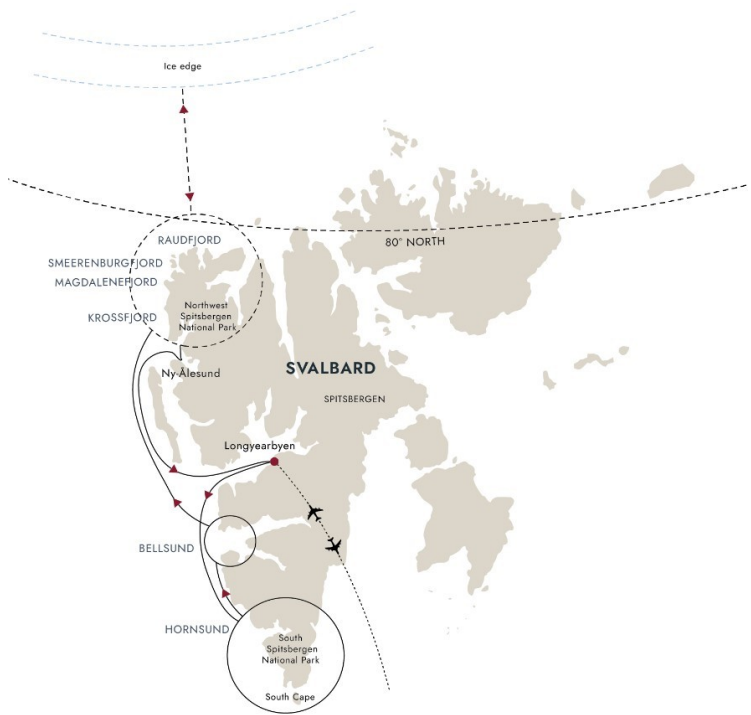 Ice edge
80° NORTH
RAUDFJORD
SMEERENBURGFJORD
MAGDALENEFJORD
KROSSFJORD
Northwest
Spitsbergen
National Park
Ny-Ålesund
SVALBARD
SPITSBERGEN
Longyearbyen
BELLSUND
HORNSUND
South
Spitsbergen
National Park
South Cape